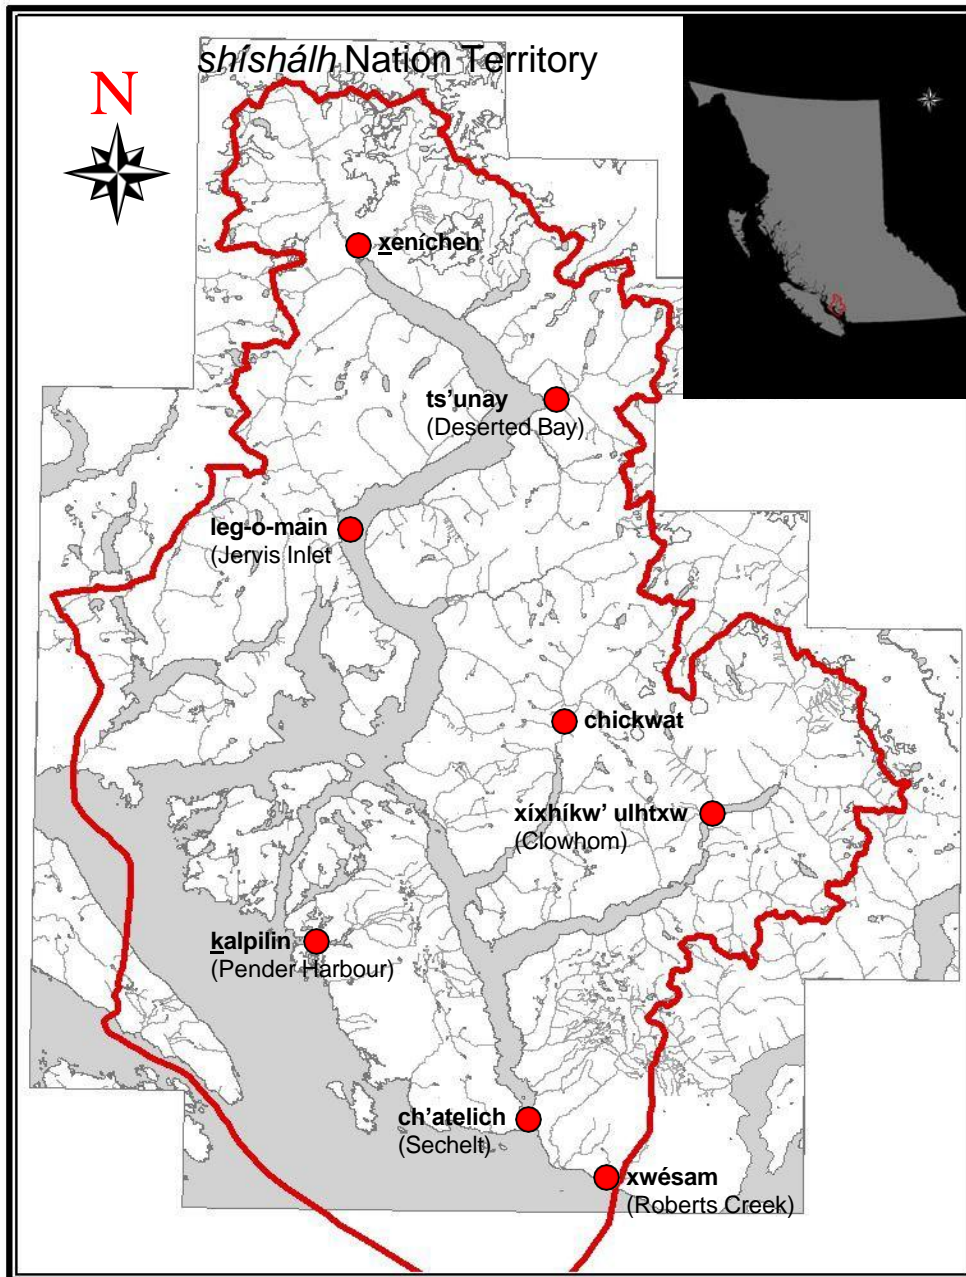 shíshálh Nation Territory
N
xeníchen
ts'unay
(Deserted Bay)
leg-o-main
(Jervis Inlet
chickwat
xíxhíkw' ulhtxw
(Clowhom)
kalpilin
(Pender Harbour)
ch'atelich
(Sechelt)
xwésam
(Roberts Creek)